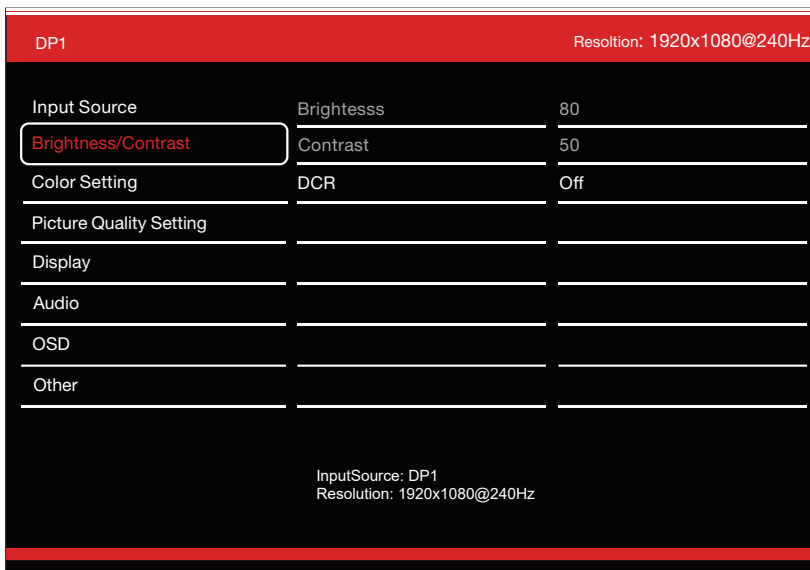 DP1 Resoltion: 1920x1080@240Hz
Input Source Brightesss 80
Brightness/Contrast Contrast 50
Color Setting DCR Off
Picture Quality Setting
Display
Audio
OSD
Other
InputSource: DP1
Resolution: 1920x1080@240Hz